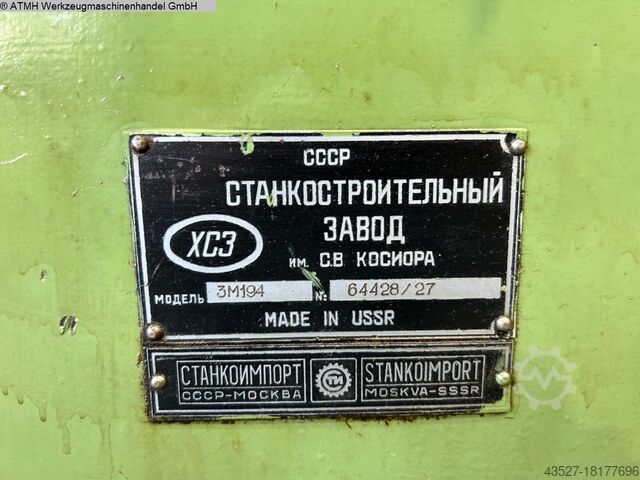 ® ATMH Werkzeugmaschinenhandel GmbH
СССР
СТАНКОСТРОИТЕЛЬНЫЙ
ЗАВОД
ХСЗ
им. С.В КОСИОРА
МОДЕЛЬ 3М194 №: 64428/27
MADE IN USSR
СТАНКОИМПОРТ СИ STANKOIMPORT
СССР-МОСКВА MOSKVA-SSSR
43527-18177696